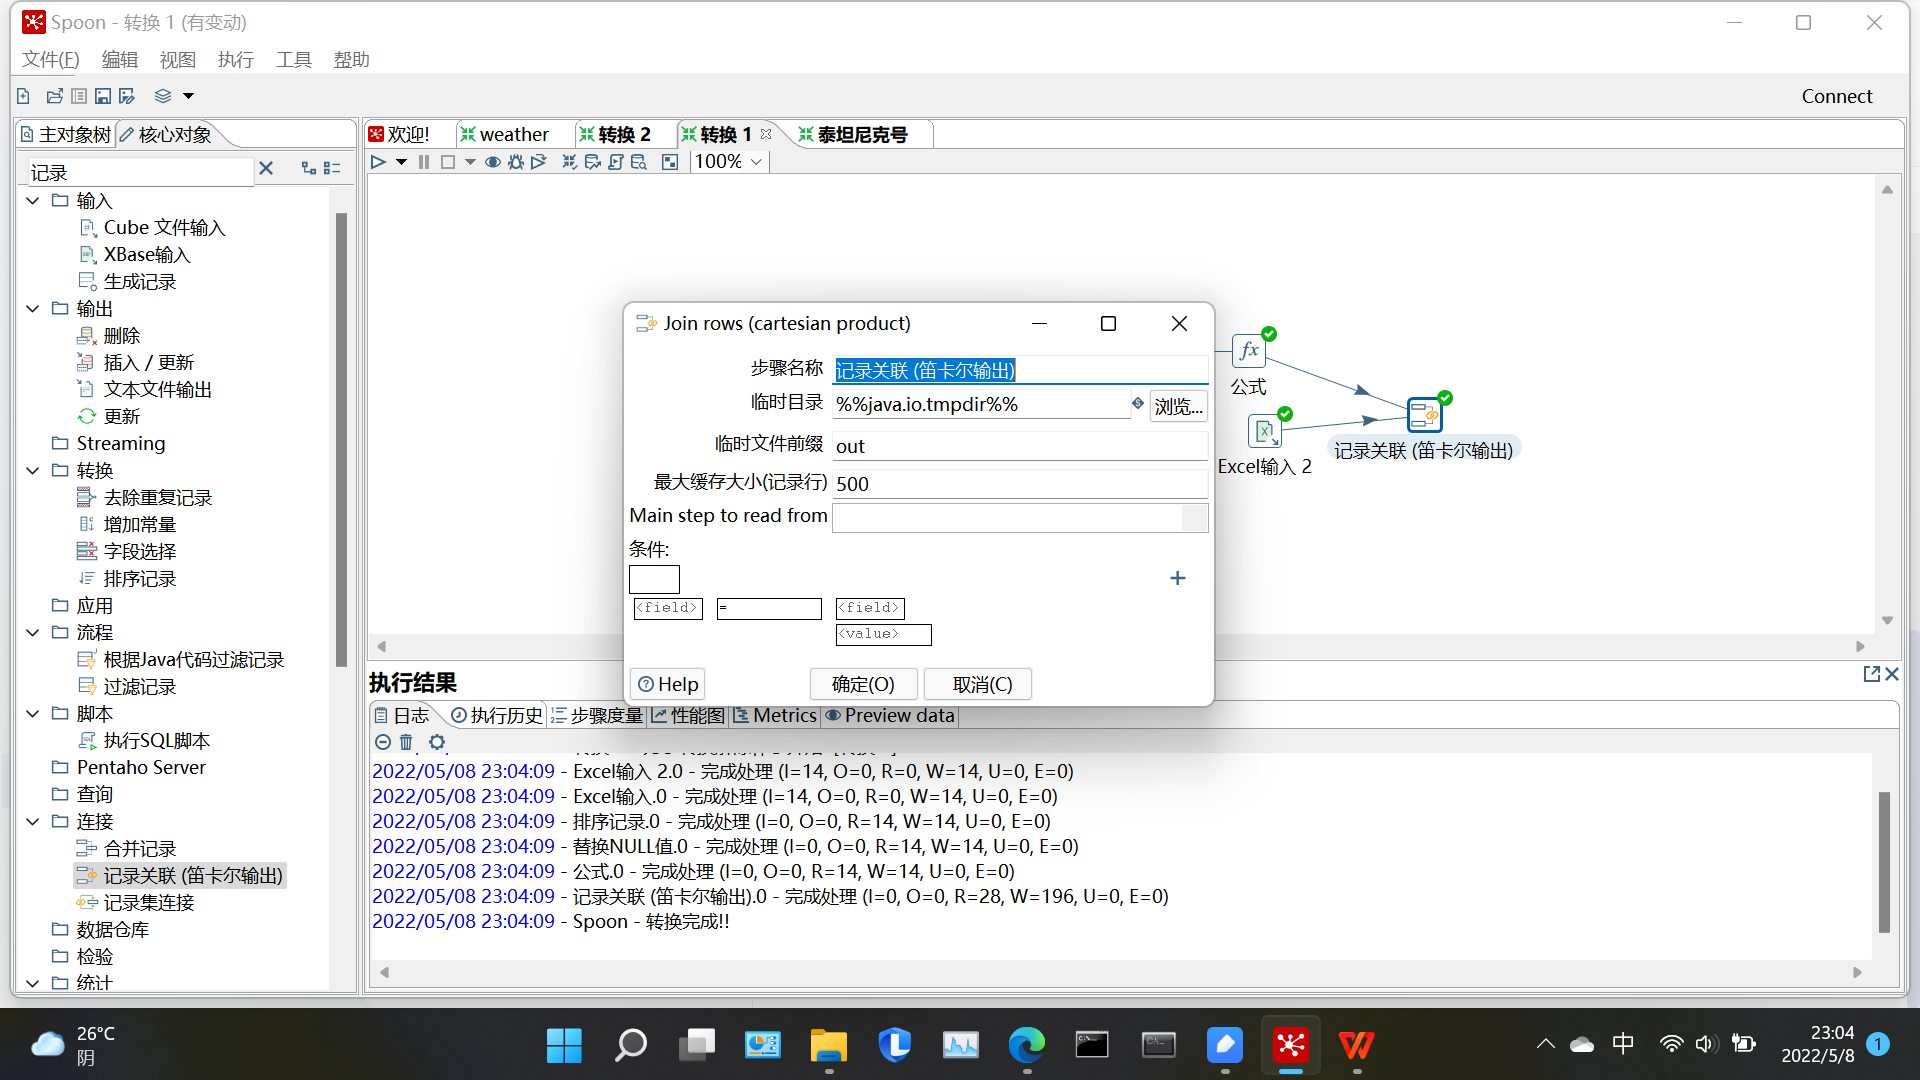 Spoon - 转换 1 (有变动)
文件(F) 编辑 视图 执行 工具 帮助
Connect
主对象树 核心对象
欢迎! weather 转换 2 转换 1 泰坦尼克号
记录
100%
输入
Cube 文件输入
XBase输入
生成记录
输出
删除
插入 / 更新
文本文件输出
更新
Streaming
转换
去除重复记录
增加常量
字段选择
排序记录
应用
流程
根据Java代码过滤记录
过滤记录
脚本
执行SQL脚本
Pentaho Server
查询
连接
合并记录
记录关联 (笛卡尔输出)
记录集连接
数据仓库
检验
统计
公式
Excel输入 2
记录关联 (笛卡尔输出)
Join rows (cartesian product)
步骤名称 记录关联 (笛卡尔输出)
临时目录 %%java.io.tmpdir%% 浏览...
临时文件前缀 out
最大缓存大小(记录行) 500
Main step to read from
条件:
<field> = <field>
<value>
Help 确定(O) 取消(C)
执行结果
日志 执行历史 步骤度量 性能图 Metrics Preview data
2022/05/08 23:04:09 - Excel输入 2.0 - 完成处理 (I=14, O=0, R=0, W=14, U=0, E=0)
2022/05/08 23:04:09 - Excel输入.0 - 完成处理 (I=14, O=0, R=0, W=14, U=0, E=0)
2022/05/08 23:04:09 - 排序记录.0 - 完成处理 (I=0, O=0, R=14, W=14, U=0, E=0)
2022/05/08 23:04:09 - 替换NULL值.0 - 完成处理 (I=0, O=0, R=14, W=14, U=0, E=0)
2022/05/08 23:04:09 - 公式.0 - 完成处理 (I=0, O=0, R=14, W=14, U=0, E=0)
2022/05/08 23:04:09 - 记录关联 (笛卡尔输出).0 - 完成处理 (I=0, O=0, R=28, W=196, U=0, E=0)
2022/05/08 23:04:09 - Spoon - 转换完成!!
26°C
阴
中
23:04
2022/5/8
1